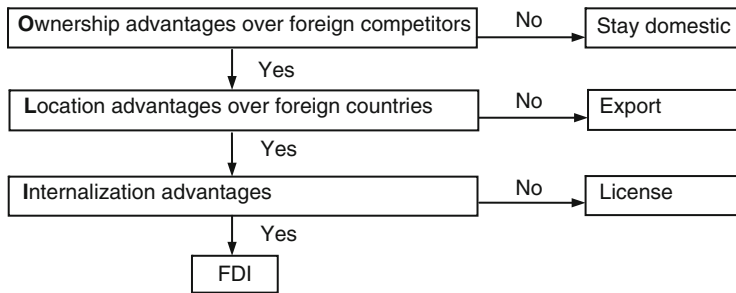 Ownership advantages over foreign competitors
No
Stay domestic
Yes
Location advantages over foreign countries
No
Export
Yes
Internalization advantages
No
License
Yes
FDI